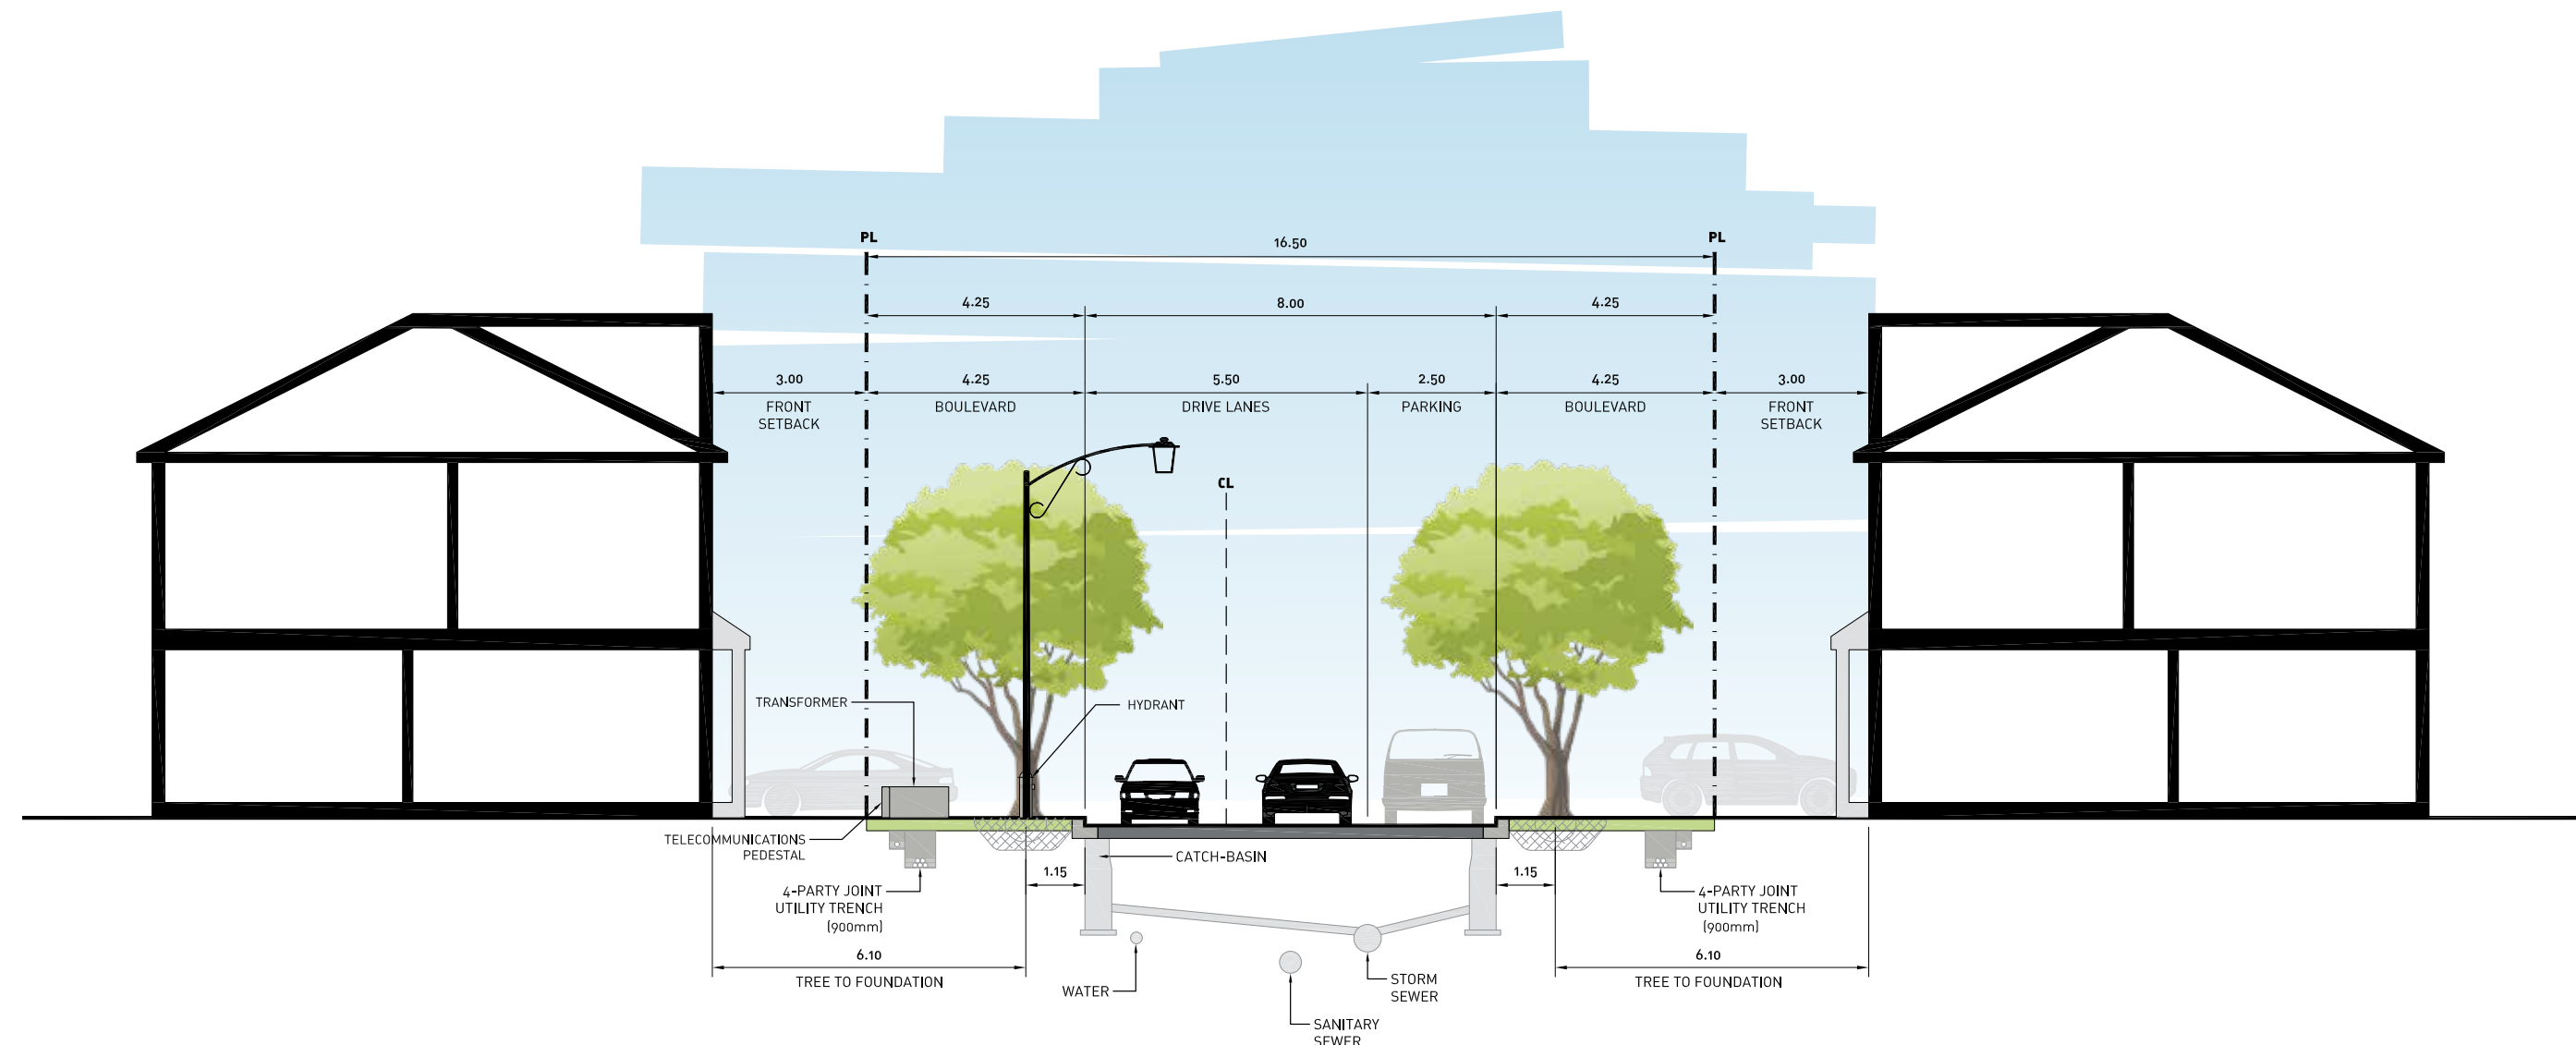 PL
16.50
PL
4.25
8.00
4.25
3.00
4.25
5.50
2.50
4.25
3.00
FRONT
SETBACK
BOULEVARD
DRIVE LANES
PARKING
BOULEVARD
FRONT
SETBACK
CL
TRANSFORMER
HYDRANT
TELECOMMUNICATIONS
PEDESTAL
CATCH-BASIN
1.15
1.15
4-PARTY JOINT
UTILITY TRENCH
(900mm)
4-PARTY JOINT
UTILITY TRENCH
(900mm)
6.10
TREE TO FOUNDATION
6.10
TREE TO FOUNDATION
WATER
STORM
SEWER
SANITARY
SEWER